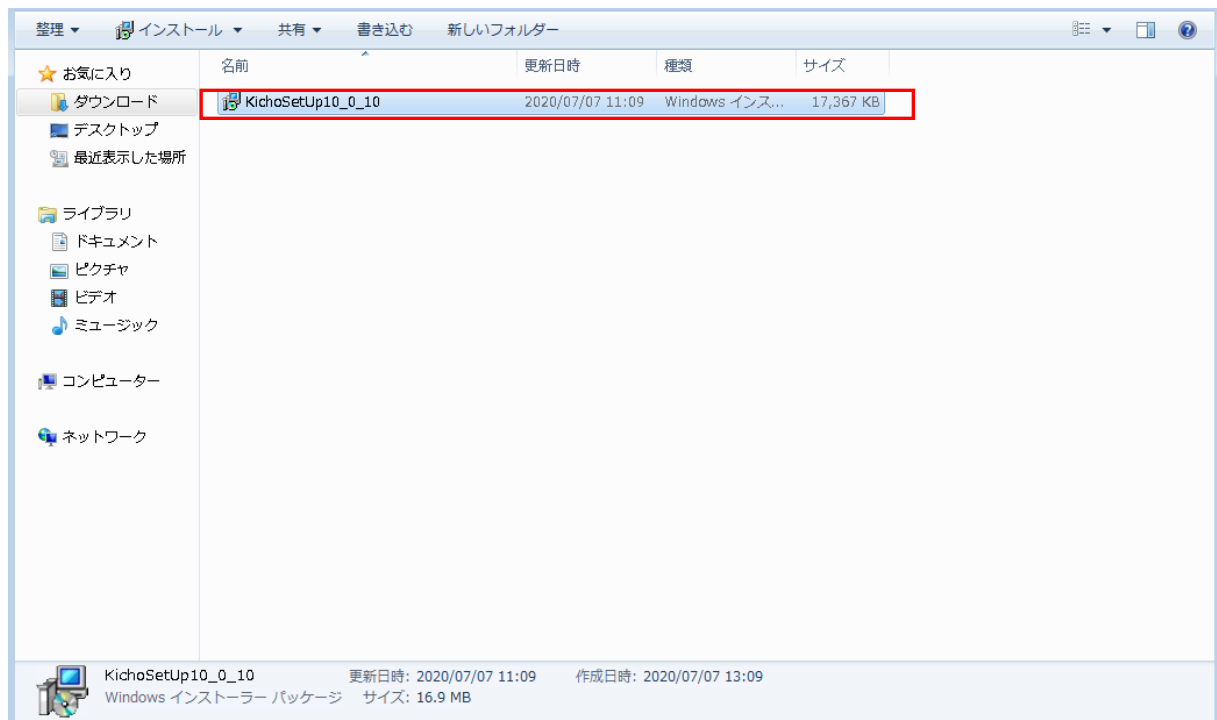 整理 インストール 共有 書き込む 新しいフォルダー
名前 更新日時 種類 サイズ
お気に入り
ダウンロード
デスクトップ
最近表示した場所
ライブラリ
ドキュメント
ピクチャ
ビデオ
ミュージック
コンピューター
ネットワーク
KichoSetUp10_0_10 2020/07/07 11:09 Windows インス... 17,367 KB
KichoSetUp10_0_10 更新日時: 2020/07/07 11:09 作成日時: 2020/07/07 13:09
Windows インストーラー パッケージ サイズ: 16.9 MB